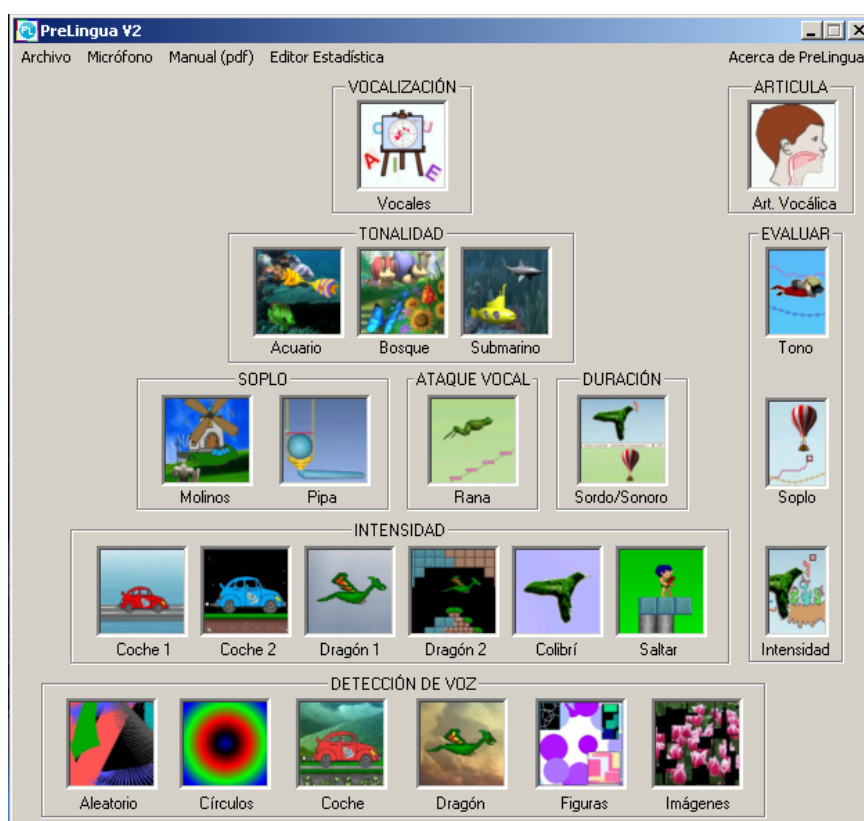 PreLingua V2
Archivo Micrófono Manual (pdf) Editor Estadística Acerca de PreLingua
VOCALIZACIÓN ARTICULA
Vocales Art. Vocálica
TONALIDAD EVALUAR
Acuario Bosque Submarino Tono
SOPLO ATAQUE VOCAL DURACIÓN
Molinos Pipa Rana Sordo/Sonoro Soplo
INTENSIDAD
Coche 1 Coche 2 Dragón 1 Dragón 2 Colibrí Saltar Intensidad
DETECCIÓN DE VOZ
Aleatorio Círculos Coche Dragón Figuras Imágenes